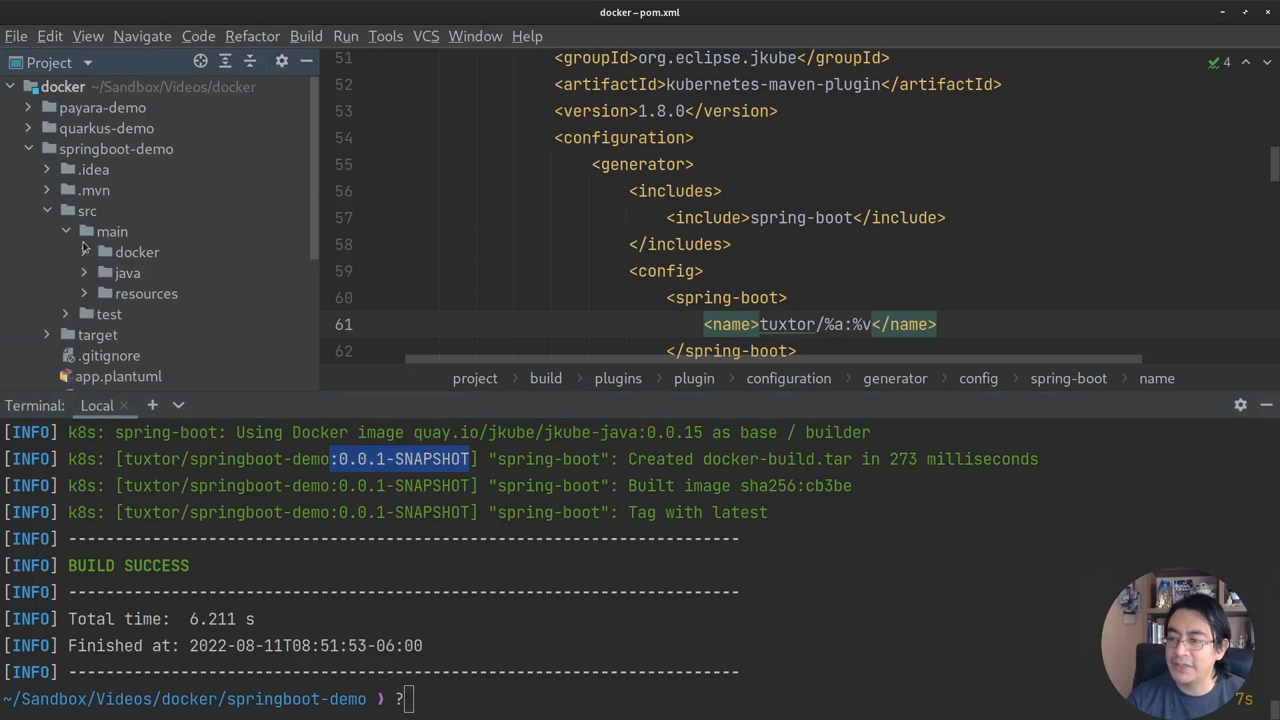 docker – pom.xml
File Edit View Navigate Code Refactor Build Run Tools VCS Window Help
Project
docker ~/Sandbox/Videos/docker
payara-demo
quarkus-demo
springboot-demo
.idea
.mvn
src
main
docker
java
resources
test
target
.gitignore
app.plantuml
51 <groupId>org.eclipse.jkube</groupId>
52 <artifactId>kubernetes-maven-plugin</artifactId>
53 <version>1.8.0</version>
54 <configuration>
55 <generator>
56 <includes>
57 <include>spring-boot</include>
58 </includes>
59 <config>
60 <spring-boot>
61 <name>tuxtor/%a:%v</name>
62 </spring-boot>
4
project build plugins plugin configuration generator config spring-boot name
Terminal: Local
[INFO] k8s: spring-boot: Using Docker image quay.io/jkube/jkube-java:0.0.15 as base / builder
[INFO] k8s: [tuxtor/springboot-demo:0.0.1-SNAPSHOT] "spring-boot": Created docker-build.tar in 273 milliseconds
[INFO] k8s: [tuxtor/springboot-demo:0.0.1-SNAPSHOT] "spring-boot": Built image sha256:cb3be
[INFO] k8s: [tuxtor/springboot-demo:0.0.1-SNAPSHOT] "spring-boot": Tag with latest
[INFO] ------------------------------------------------------------------------
[INFO] BUILD SUCCESS
[INFO] ------------------------------------------------------------------------
[INFO] Total time:  6.211 s
[INFO] Finished at: 2022-08-11T08:51:53-06:00
[INFO] ------------------------------------------------------------------------
~/Sandbox/Videos/docker/springboot-demo ❯ ?
7s